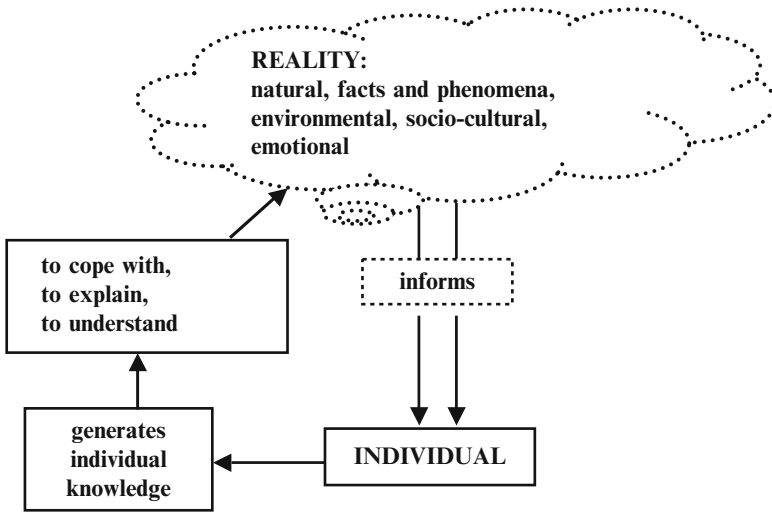 REALITY:
natural, facts and phenomena,
environmental, socio-cultural,
emotional
to cope with,
to explain,
to understand
informs
generates
individual
knowledge
INDIVIDUAL